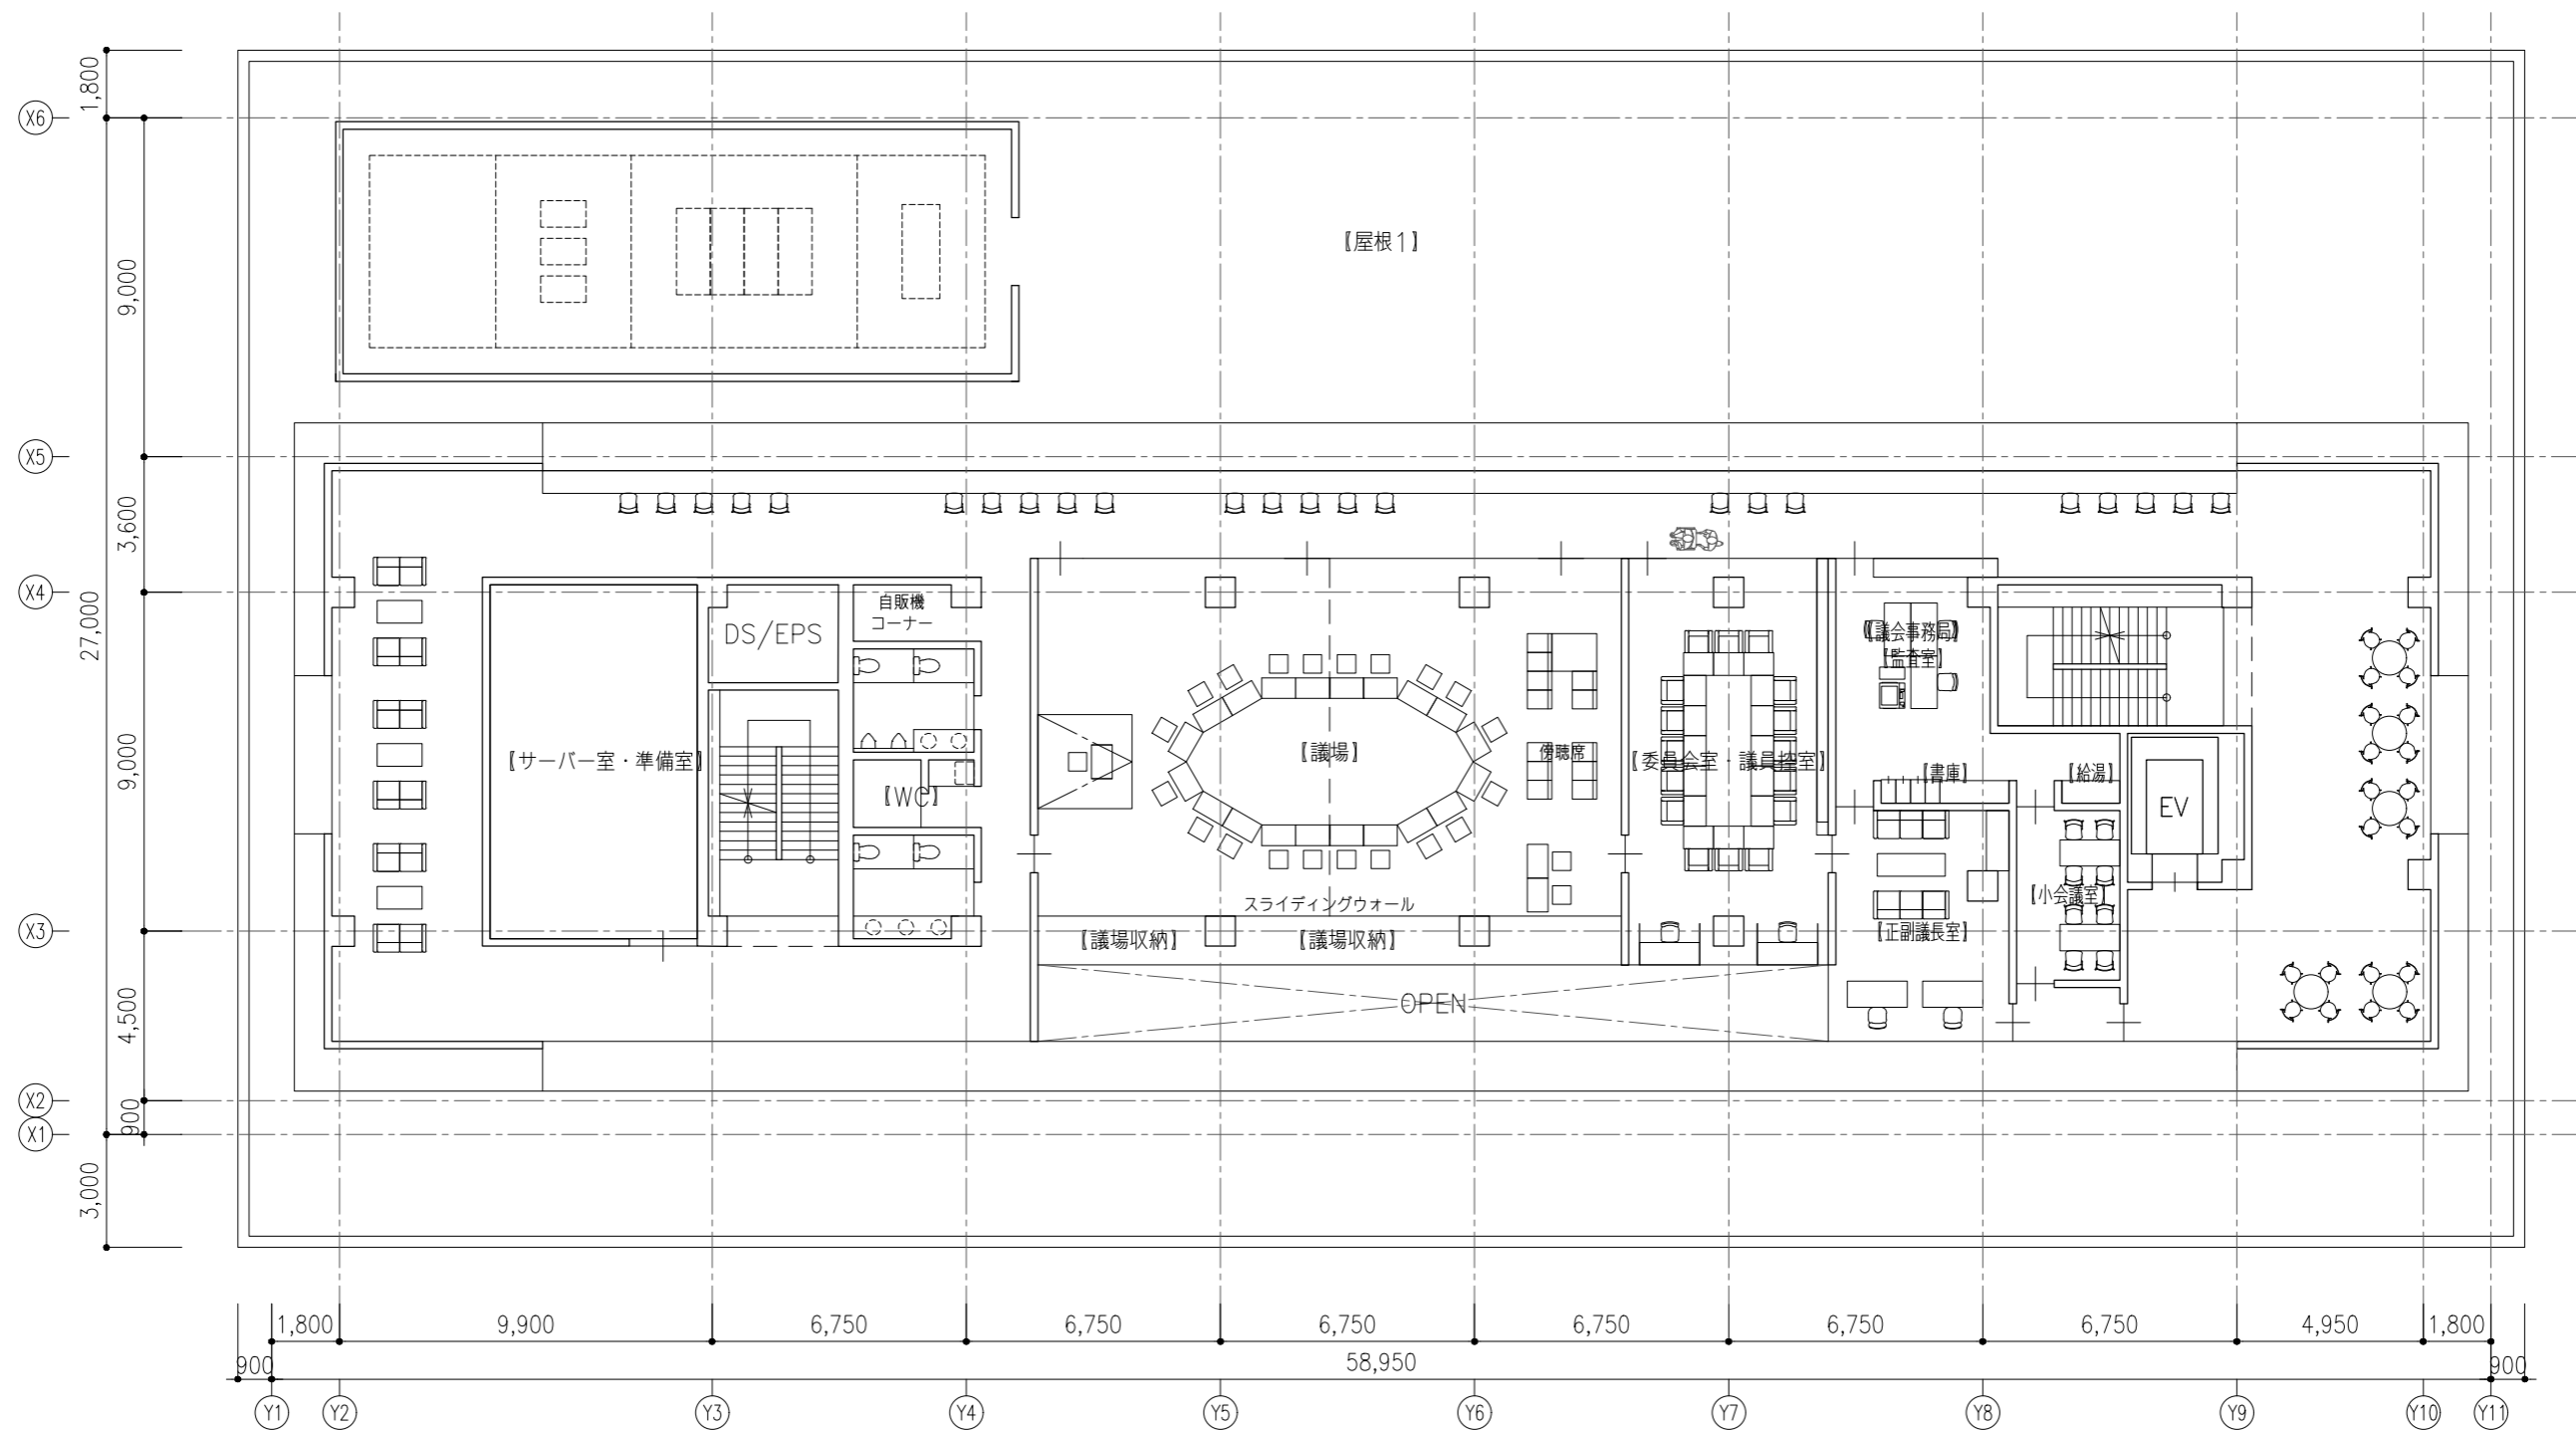 X6
X5
X4
X3
X2
X1
1,800
9,000
3,600
27,000
9,000
4,500
900
3,000
〖屋根1〗
自販機
コーナー
DS/EPS
〖議会事務局〗
〖監査室〗
〖サーバー室・準備室〗
〖WC〗
〖議場〗
傍聴席
〖委員会室・議員控室〗
〖書庫〗
〖給湯〗
EV
〖小会議室〗
スライディングウォール
〖議場収納〗
〖議場収納〗
〖正副議長室〗
OPEN
1,800
9,900
6,750
6,750
6,750
6,750
6,750
6,750
4,950
1,800
900
58,950
900
Y1
Y2
Y3
Y4
Y5
Y6
Y7
Y8
Y9
Y10
Y11